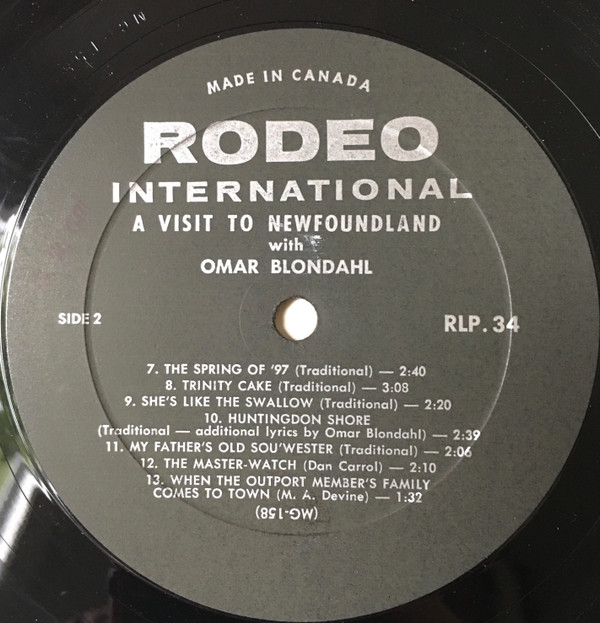 MADE IN CANADA
RODEO
INTERNATIONAL
A VISIT TO NEWFOUNDLAND
with
OMAR BLONDAHL
SIDE 2
RLP. 34
7. THE SPRING OF '97 (Traditional) — 2:40
8. TRINITY CAKE (Traditional) — 3:08
9. SHE'S LIKE THE SWALLOW (Traditional) — 2:20
10. HUNTINGDON SHORE
(Traditional — additional lyrics by Omar Blondahl) — 2:39
11. MY FATHER'S OLD SOU'WESTER (Traditional) — 2:06
12. THE MASTER-WATCH (Dan Carrol) — 2:10
13. WHEN THE OUTPORT MEMBER'S FAMILY
COMES TO TOWN (M. A. Devine) — 1:32
(MG-158)